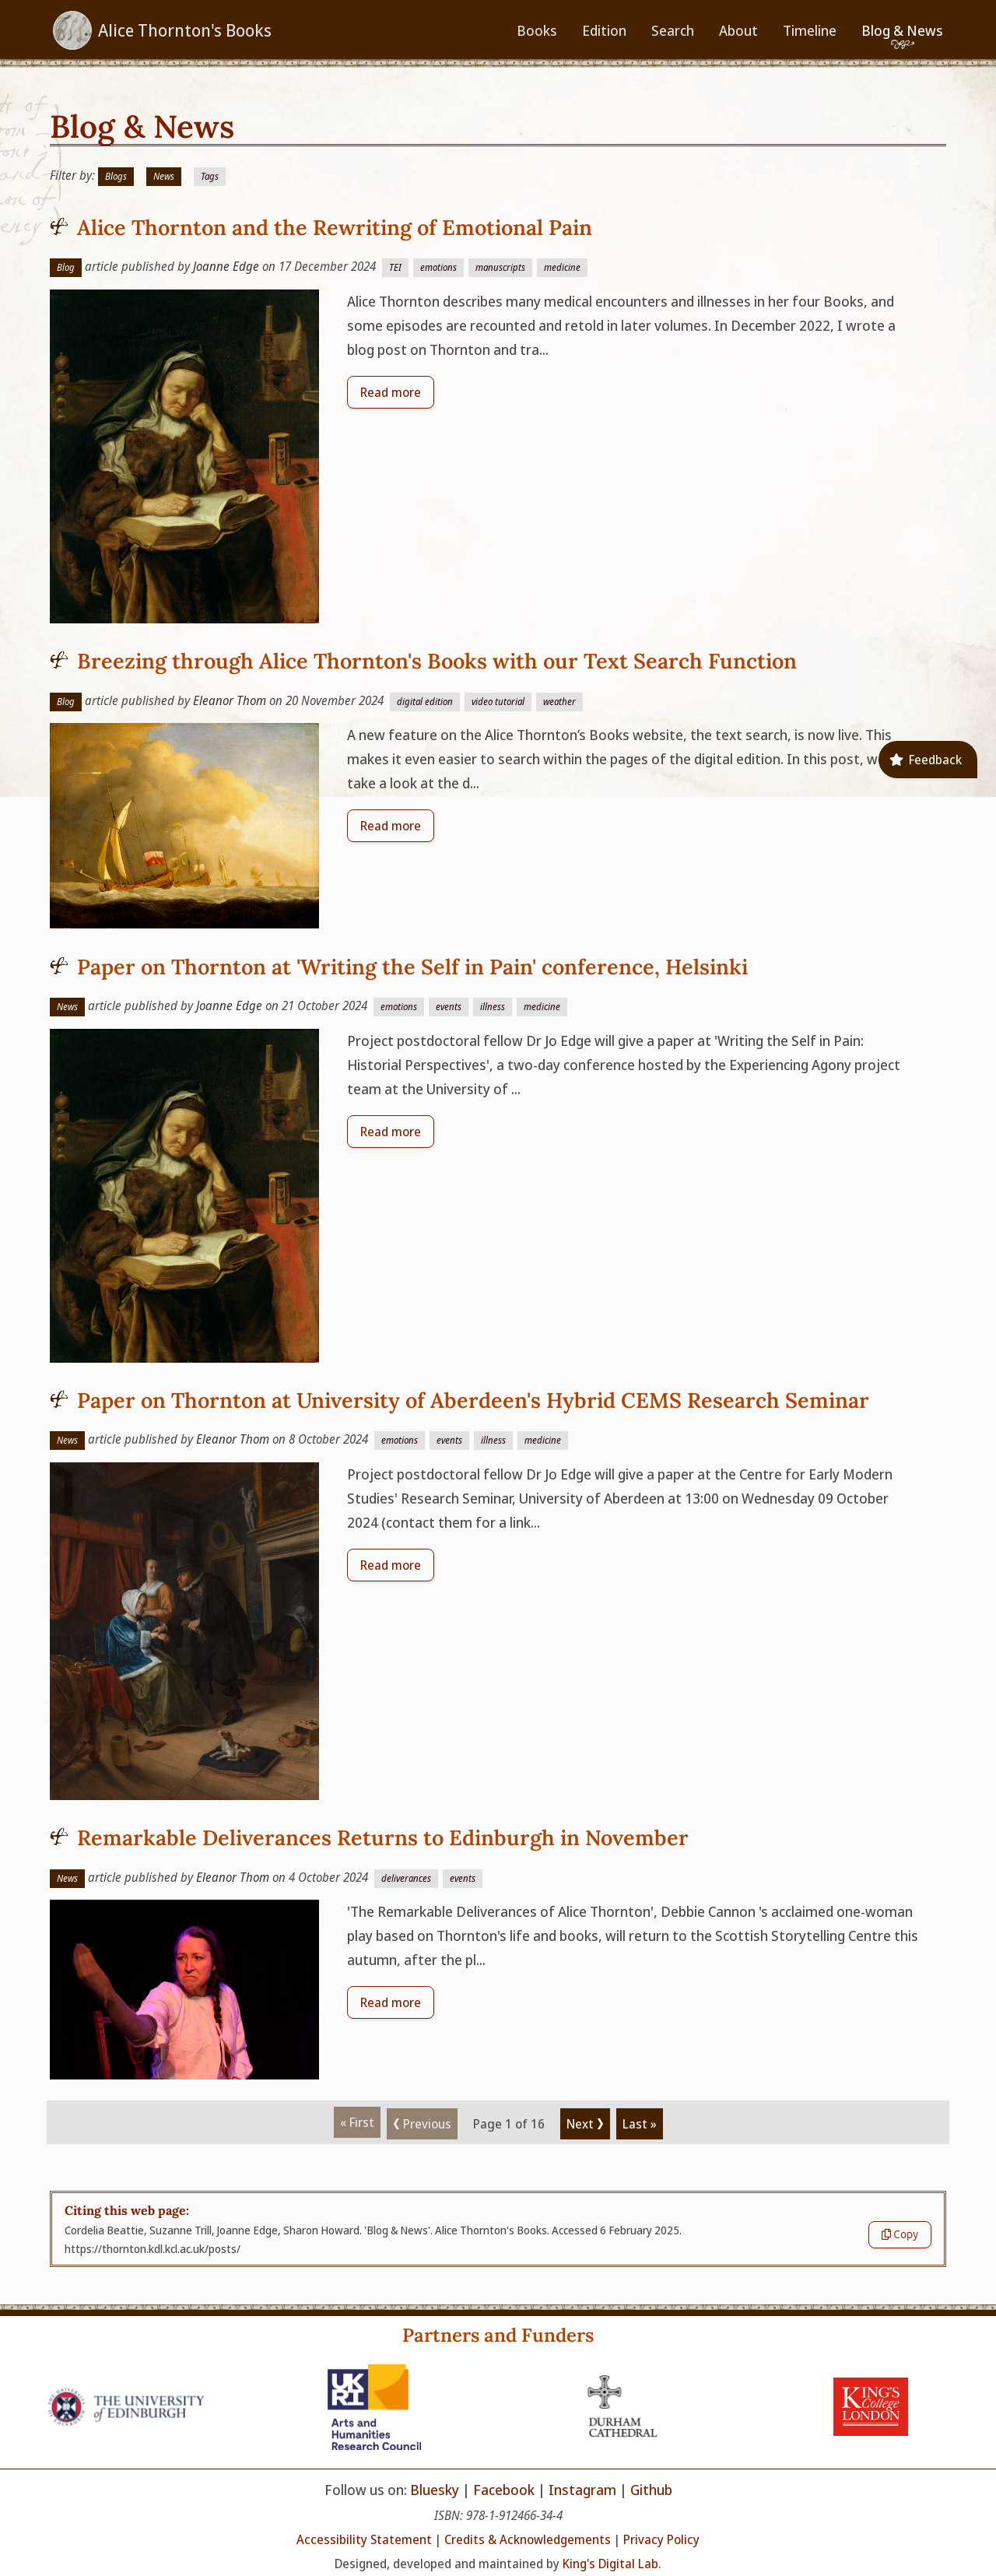 Alice Thornton's Books
Books Edition Search About Timeline Blog & News
Blog & News
Filter by: Blogs News Tags
Alice Thornton and the Rewriting of Emotional Pain
Blog article published by Joanne Edge on 17 December 2024 TEI emotions manuscripts medicine
Alice Thornton describes many medical encounters and illnesses in her four Books, and
some episodes are recounted and retold in later volumes. In December 2022, I wrote a
blog post on Thornton and tra...
Read more
Breezing through Alice Thornton's Books with our Text Search Function
Blog article published by Eleanor Thom on 20 November 2024 digital edition video tutorial weather
A new feature on the Alice Thornton’s Books website, the text search, is now live. This
makes it even easier to search within the pages of the digital edition. In this post,
Feedback
take a look at the d...
Read more
Paper on Thornton at 'Writing the Self in Pain' conference, Helsinki
News article published by Joanne Edge on 21 October 2024 emotions events illness medicine
Project postdoctoral fellow Dr Jo Edge will give a paper at 'Writing the Self in Pain:
Historial Perspectives', a two-day conference hosted by the Experiencing Agony project
team at the University of ...
Read more
Paper on Thornton at University of Aberdeen's Hybrid CEMS Research Seminar
News article published by Eleanor Thom on 8 October 2024 emotions events illness medicine
Project postdoctoral fellow Dr Jo Edge will give a paper at the Centre for Early Modern
Studies' Research Seminar, University of Aberdeen at 13:00 on Wednesday 09 October
2024 (contact them for a link...
Read more
Remarkable Deliverances Returns to Edinburgh in November
News article published by Eleanor Thom on 4 October 2024 deliverances events
'The Remarkable Deliverances of Alice Thornton', Debbie Cannon 's acclaimed one-woman
play based on Thornton's life and books, will return to the Scottish Storytelling Centre this
autumn, after the pl...
Read more
« First ❮ Previous Page 1 of 16 Next ❯ Last »
Citing this web page:
Cordelia Beattie, Suzanne Trill, Joanne Edge, Sharon Howard. 'Blog & News'. Alice Thornton's Books. Accessed 6 February 2025.
https://thornton.kdl.kcl.ac.uk/posts/
Copy
Partners and Funders
THE UNIVERSITY
of EDINBURGH
UKRI
Arts and
Humanities
Research Council
DURHAM
CATHEDRAL
KING'S
College
LONDON
Follow us on: Bluesky | Facebook | Instagram | Github
ISBN: 978-1-912466-34-4
Accessibility Statement | Credits & Acknowledgements | Privacy Policy
Designed, developed and maintained by King's Digital Lab.